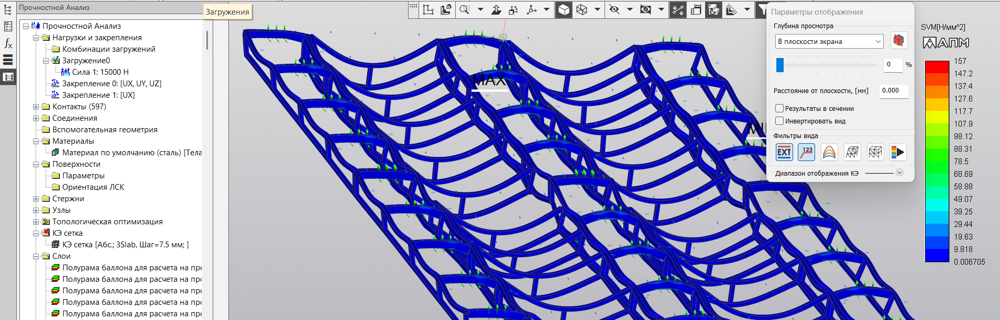 Прочностной Анализ
Загружения
Прочностной Анализ
Нагрузки и закрепления
Комбинации загружений
Загружение0
Сила 1: 15000 Н
Закрепление 0: [UX, UY, UZ]
Закрепление 1: [UX]
Контакты (597)
Соединения
Вспомогательная геометрия
Материалы
Материал по умолчанию (сталь) [Тела
Поверхности
Параметры
Ориентация ЛСК
Стержни
Узлы
Топологическая оптимизация
КЭ сетка
КЭ сетка [Абс.; 3Slab, Шаг=7.5 мм; ]
Слои
Полурама баллона для расчета на прс
Полурама баллона для расчета на прс
Полурама баллона для расчета на прс
Полурама баллона для расчета на прс
Полурама баллона для расчета на прс
MAX
MI
Параметры отображения
Глубина просмотра
В плоскости экрана
0 %
Расстояние от плоскости, [мм] 0.000
Результаты в сечении
Инвертировать вид
Фильтры вида
EXT 123
Диапазон отображения КЭ
SVM[Н/мм^2]
АПМ
157
147.2
137.4
127.6
117.7
107.9
98.12
88.31
78.5
68.69
58.88
49.07
39.25
29.44
19.63
9.818
0.006705